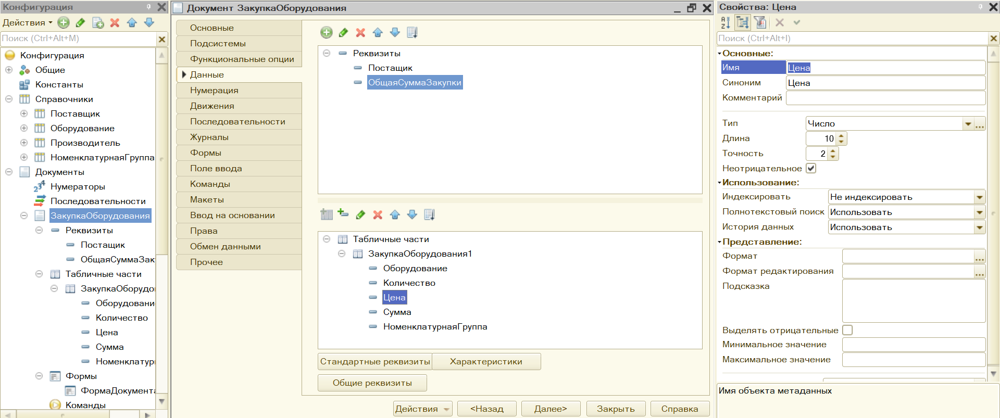 Конфигурация
Действия
Поиск (Ctrl+Alt+M)
Конфигурация
Общие
Константы
Справочники
Поставщик
Оборудование
Производитель
НоменклатурнаяГруппа
Документы
Нумераторы
Последовательности
ЗакупкаОборудования
Реквизиты
Постащик
ОбщаяСуммаЗак
Табличные части
ЗакупкаОборудо
Оборудовани
Количество
Цена
Сумма
Номенклатур
Формы
ФормаДокумента
Команды
Документ ЗакупкаОборудования
Основные
Подсистемы
Функциональные опции
Данные
Нумерация
Движения
Последовательности
Журналы
Формы
Поле ввода
Команды
Макеты
Ввод на основании
Права
Обмен данными
Прочее
Реквизиты
Постащик
ОбщаяСуммаЗакупки
Табличные части
ЗакупкаОборудования1
Оборудование
Количество
Цена
Сумма
НоменклатурнаяГруппа
Стандартные реквизиты
Характеристики
Общие реквизиты
Действия
<Назад
Далее>
Закрыть
Справка
Свойства: Цена
Поиск (Ctrl+Alt+I)
Основные:
Имя Цена
Синоним Цена
Комментарий
Тип Число
Длина 10
Точность 2
Неотрицательное
Использование:
Индексировать Не индексировать
Полнотекстовый поиск Использовать
История данных Использовать
Представление:
Формат
Формат редактирования
Подсказка
Выделять отрицательные
Минимальное значение
Максимальное значение
Имя объекта метаданных